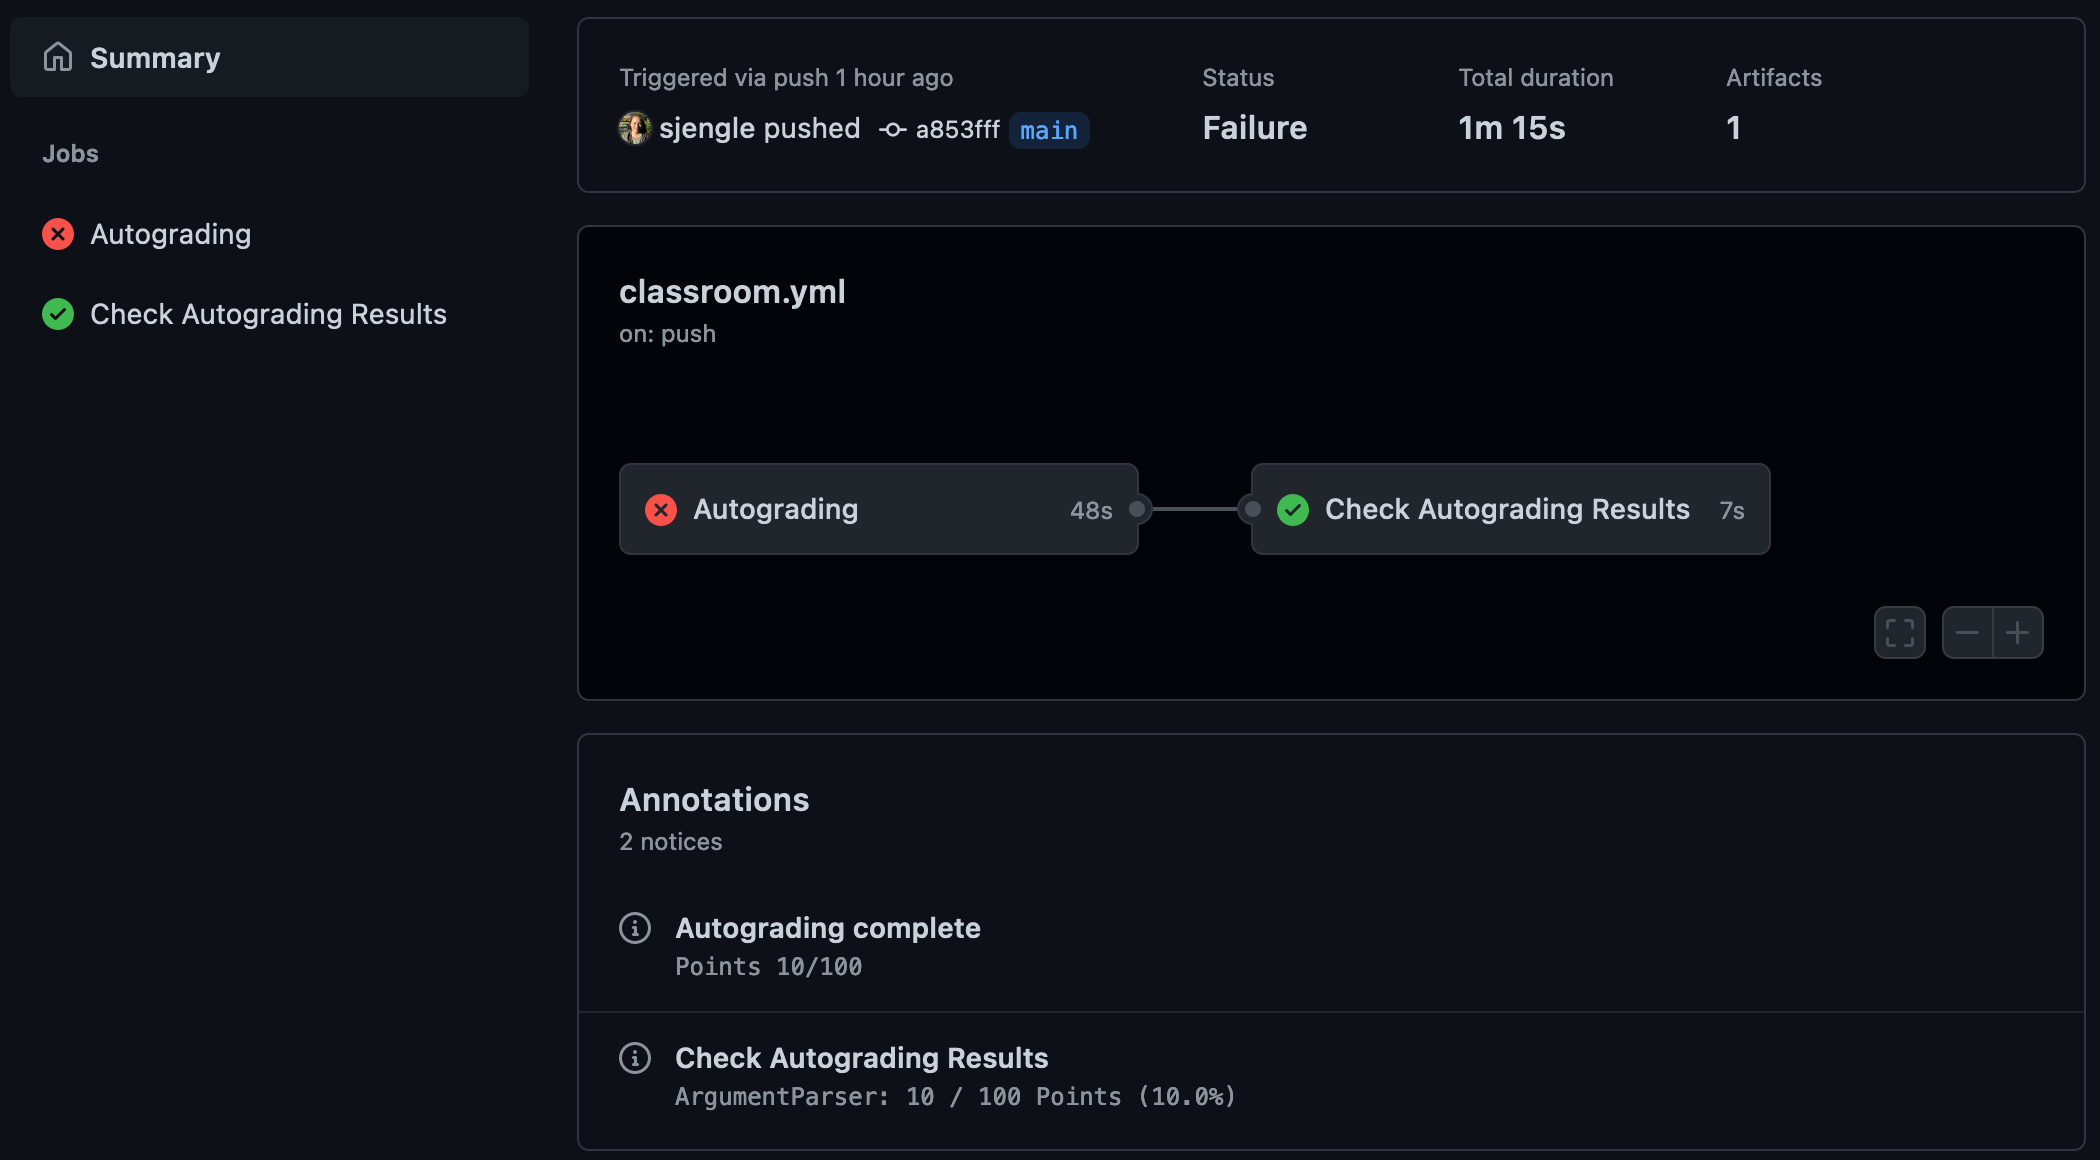 Summary
Jobs
Autograding
Check Autograding Results
Triggered via push 1 hour ago
sjengle pushed a853fff main
Status
Failure
Total duration
1m 15s
Artifacts
1
classroom.yml
on: push
Autograding 48s
Check Autograding Results 7s
Annotations
2 notices
Autograding complete
Points 10/100
Check Autograding Results
ArgumentParser: 10 / 100 Points (10.0%)